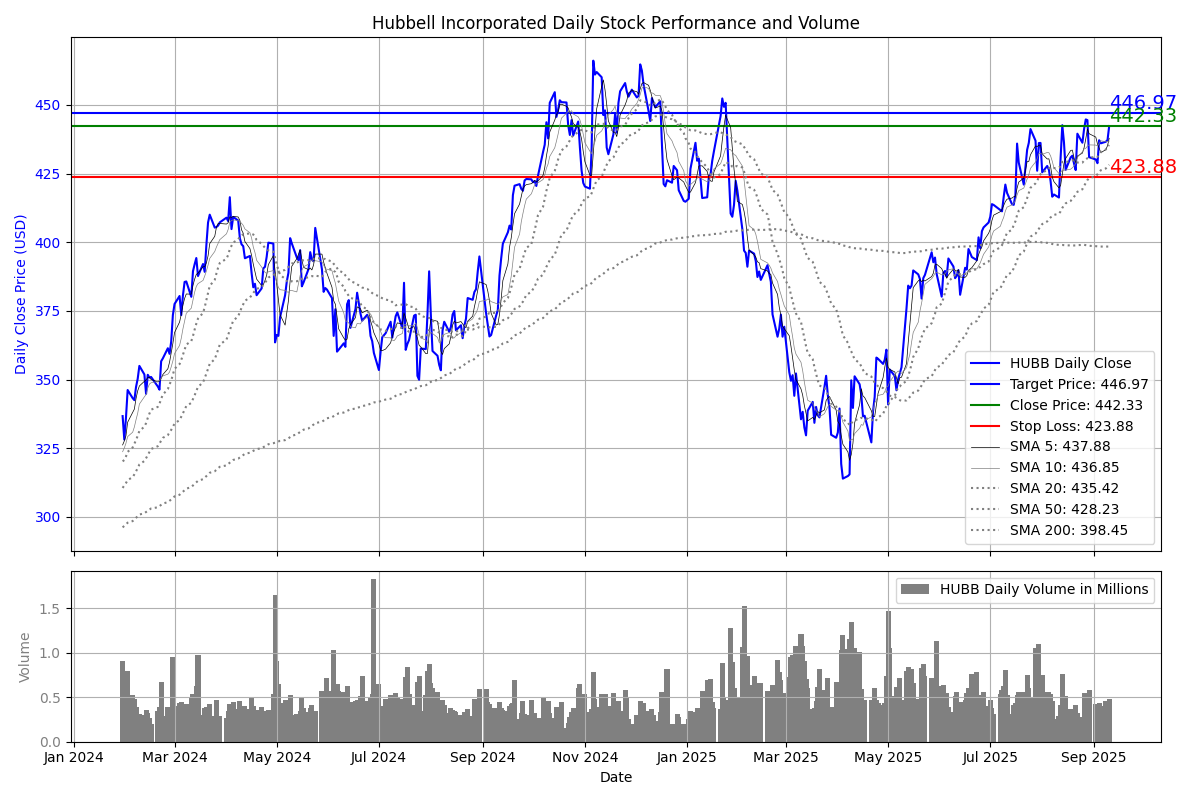 Hubbell Incorporated Daily Stock Performance and Volume
Daily Close Price (USD)
450
425
400
375
350
325
300
446.97
442.33
423.88
HUBB Daily Close
Target Price: 446.97
Close Price: 442.33
Stop Loss: 423.88
SMA 5: 437.88
SMA 10: 436.85
SMA 20: 435.42
SMA 50: 428.23
SMA 200: 398.45
Volume
1.5
1.0
0.5
0.0
HUBB Daily Volume in Millions
Jan 2024 Mar 2024 May 2024 Jul 2024 Sep 2024 Nov 2024 Jan 2025 Mar 2025 May 2025 Jul 2025 Sep 2025
Date